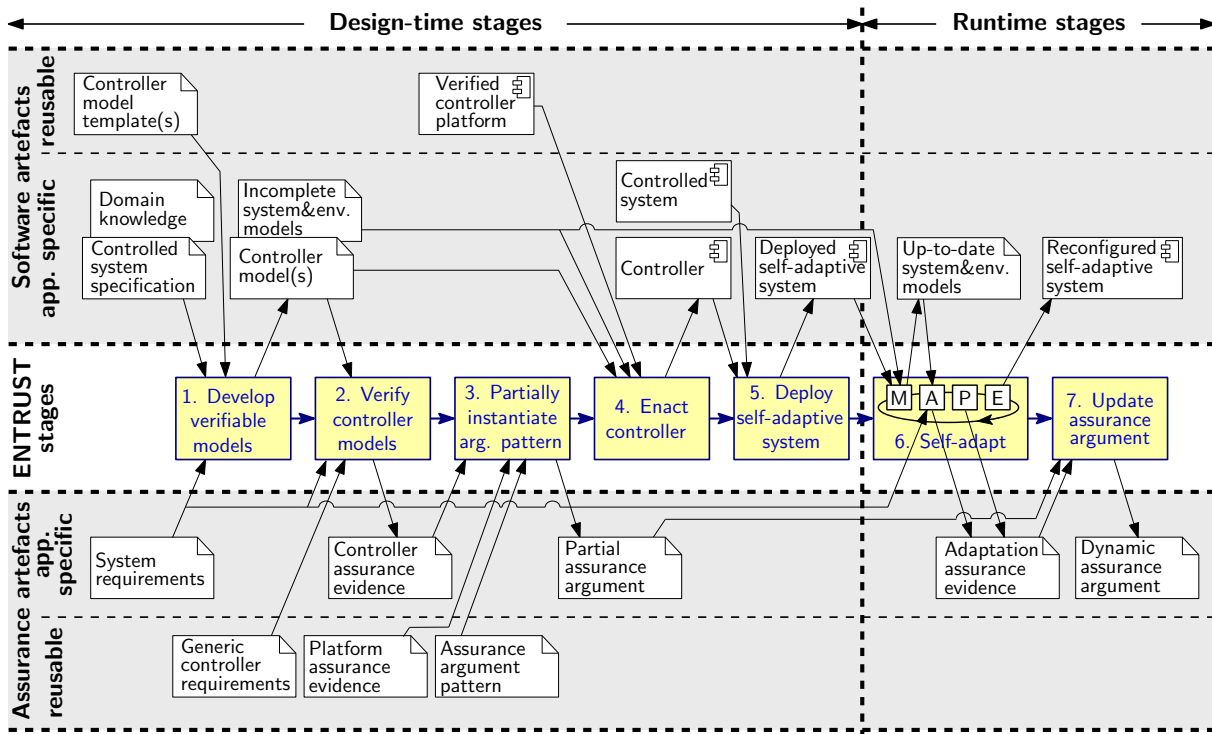 Design-time stages
Runtime stages
Software artefacts
reusable
app. specific
Controller
model
template(s)
Verified
controller
platform
Domain
knowledge
Controlled
system
specification
Incomplete
system&env.
models
Controller
model(s)
Controlled
system
Controller
Deployed
self-adaptive
system
Up-to-date
system&env.
models
Reconfigured
self-adaptive
system
ENTRUST
stages
1. Develop
verifiable
models
2. Verify
controller
models
3. Partially
instantiate
arg. pattern
4. Enact
controller
5. Deploy
self-adaptive
system
M A P E
6. Self-adapt
7. Update
assurance
argument
Assurance artefacts
app.
specific
reusable
System
requirements
Controller
assurance
evidence
Partial
assurance
argument
Adaptation
assurance
evidence
Dynamic
assurance
argument
Generic
controller
requirements
Platform
assurance
evidence
Assurance
argument
pattern